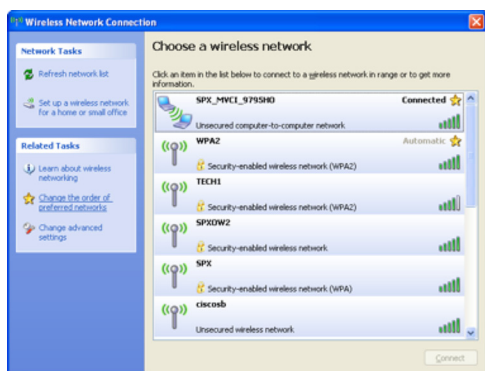 Wireless Network Connection
Network Tasks
Refresh network list
Set up a wireless network
for a home or small office
Related Tasks
Learn about wireless
networking
Change the order of
preferred networks
Change advanced
settings
Choose a wireless network
Click an item in the list below to connect to a wireless network in range or to get more
information.
SPX_MVCI_9795H0 Connected
Unsecured computer-to-computer network
WPA2 Automatic
Security-enabled wireless network (WPA2)
TECH1
Security-enabled wireless network (WPA2)
SPXOW2
Security-enabled wireless network
SPX
Security-enabled wireless network (WPA)
ciscosb
Unsecured wireless network
Connect